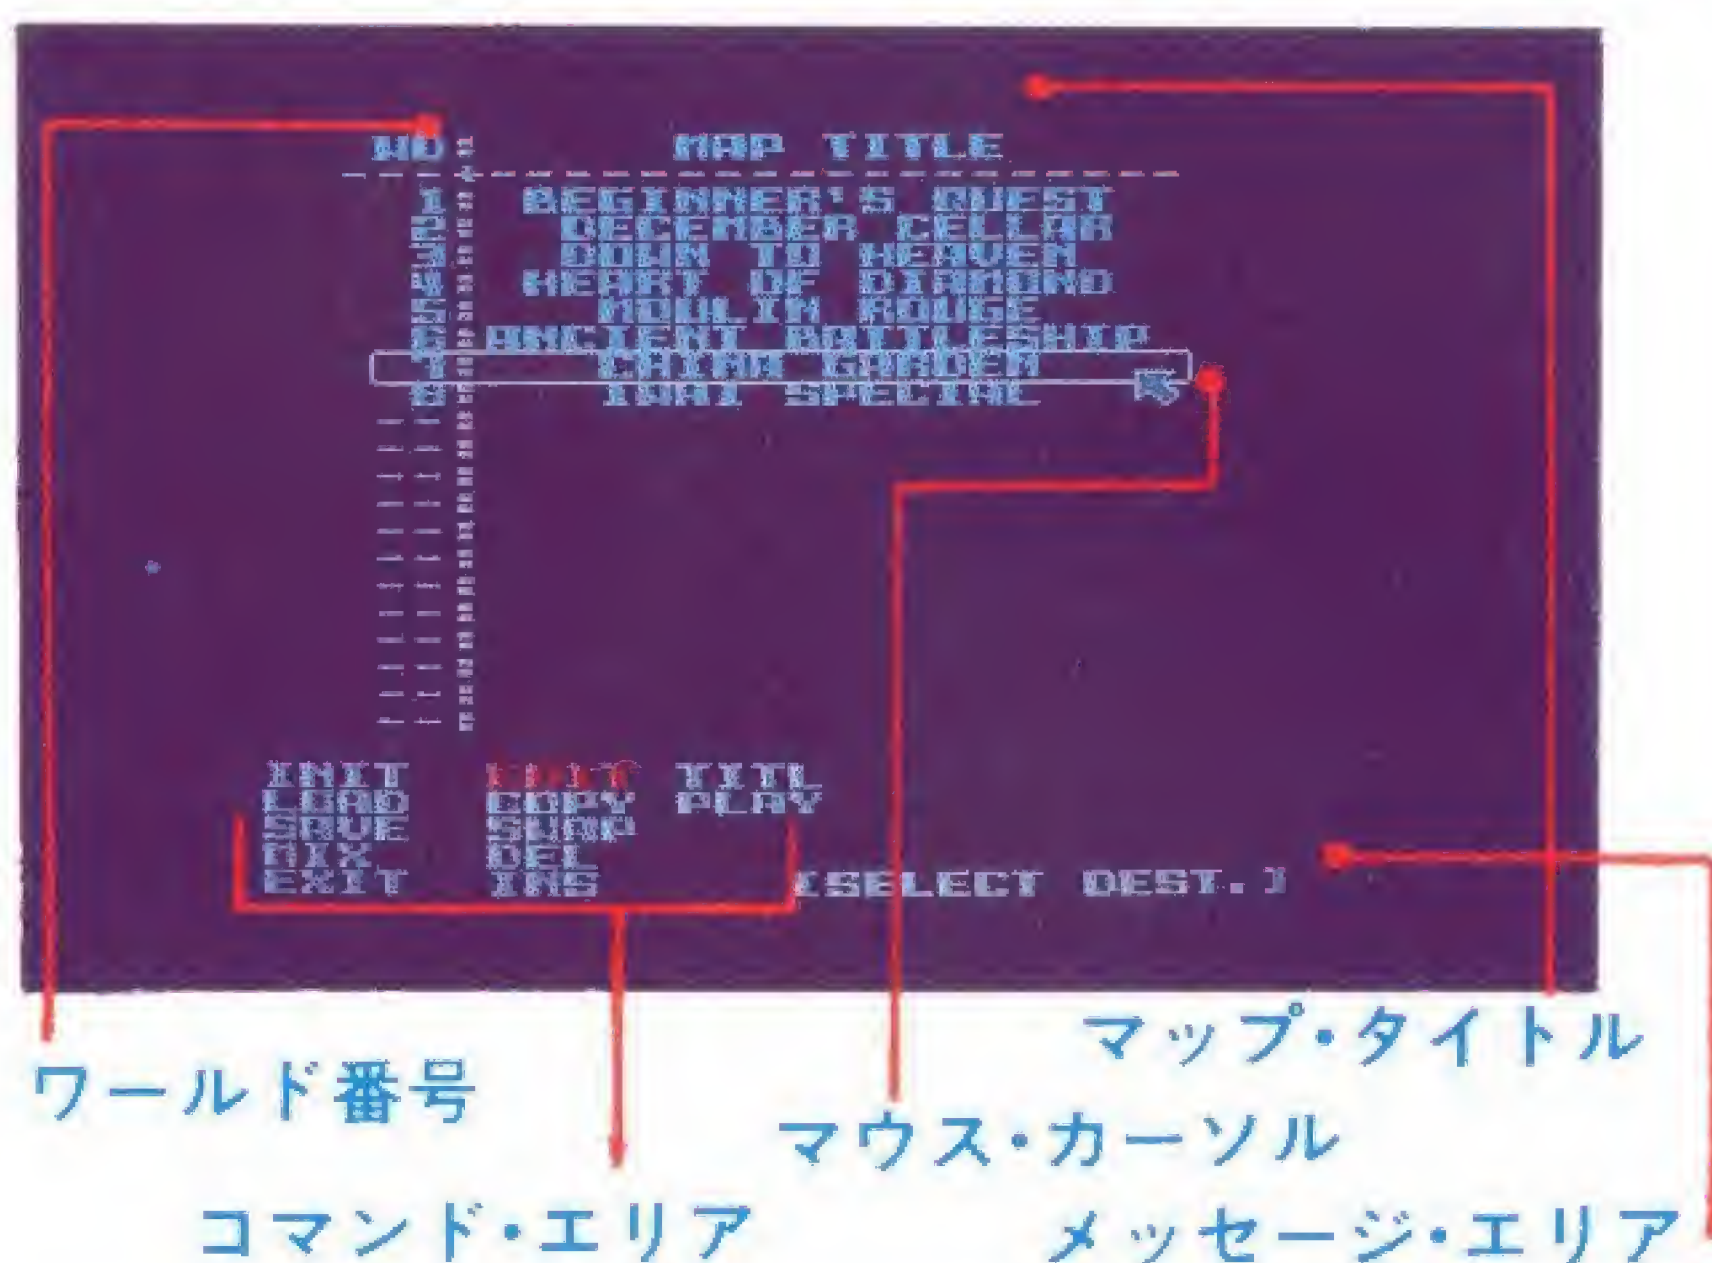 WD MAP TITLE
1 BEGINNER'S QUEST
2 DECEMBER CELLAR
3 DOWN TO HEAVEN
4 HEART OF DIAMOND
5 MOULIN ROUGE
6 ANCIENT BATTLESHIP
7 CHINA GARDEN
8 SPECIAL
INIT EDIT TITL
LOAD COPY PLAY
SAVE SWAP
MIX DEL
EXIT INS
[SELECT DEST.]
マップ・タイトル
ワールド番号
マウス・カーソル
コマンド・エリア
メッセージ・エリア